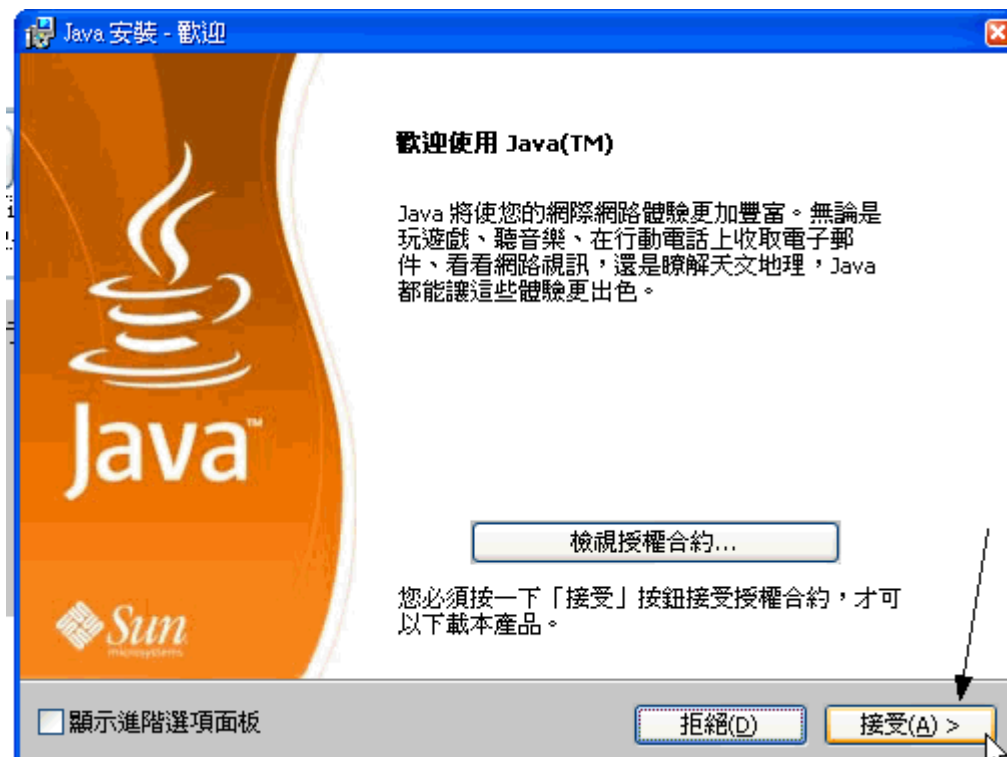 Java 安裝 - 歡迎
歡迎使用 Java(TM)
Java 將使您的網際網路體驗更加豐富。無論是
玩遊戲、聽音樂、在行動電話上收取電子郵
件、看看網路視訊，還是瞭解天文地理，Java
都能讓這些體驗更出色。
Java™
檢視授權合約...
您必須按一下「接受」按鈕接受授權合約，才可
以下載本產品。
Sun
microsystems
顯示進階選項面板
拒絕(D)
接受(A) >